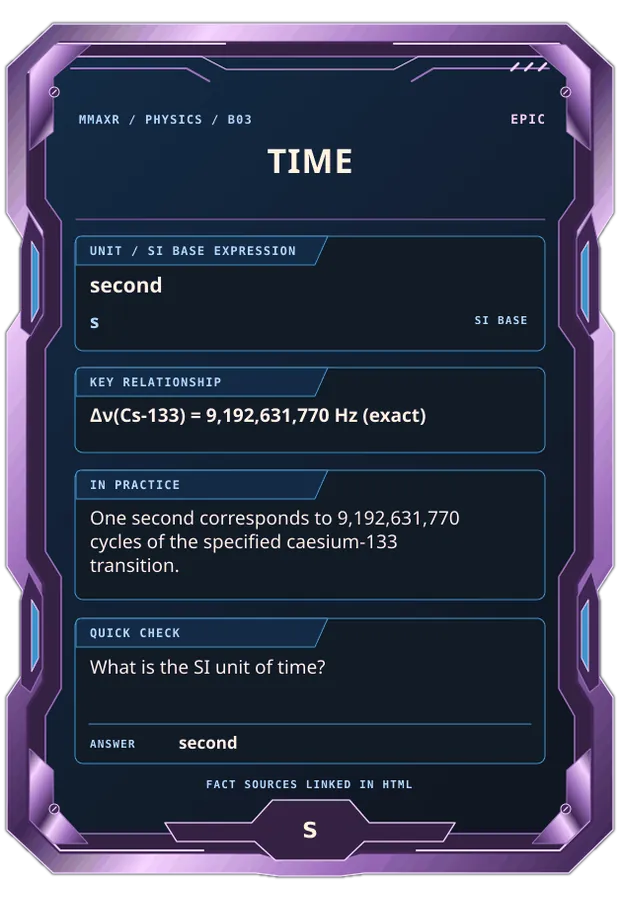 MMAXR / PHYSICS / B03
EPIC
TIME
UNIT / SI BASE EXPRESSION
second
s
SI BASE
KEY RELATIONSHIP
Δν(Cs-133) = 9,192,631,770 Hz (exact)
IN PRACTICE
One second corresponds to 9,192,631,770
cycles of the specified caesium-133
transition.
QUICK CHECK
What is the SI unit of time?
ANSWER second
FACT SOURCES LINKED IN HTML
s